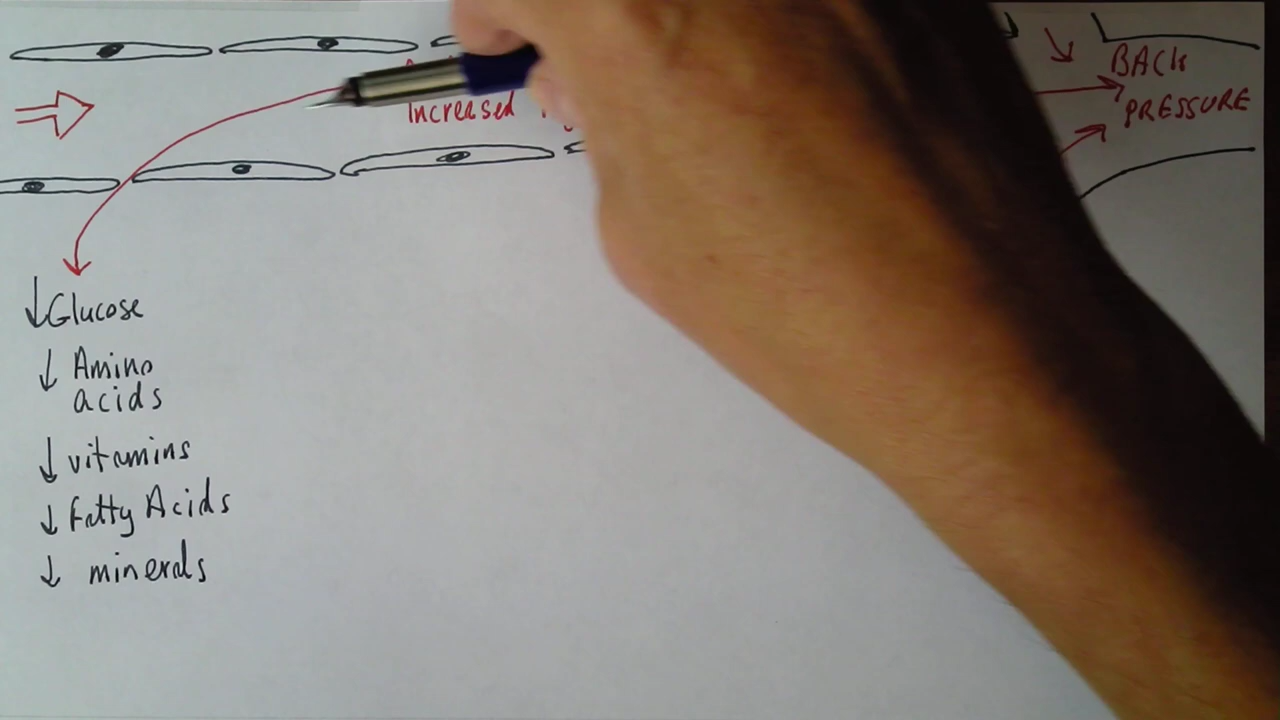 Increased
BACK
PRESSURE
↓Glucose
↓ Amino
acids
↓ vitamins
↓ Fatty Acids
↓ minerals